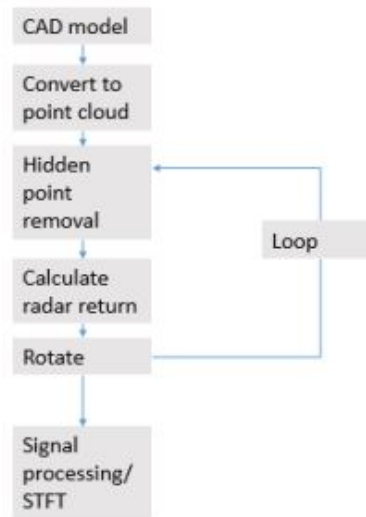 CAD model
Convert to
point cloud
Hidden
point
removal
Loop
Calculate
radar return
Rotate
Signal
processing/
STFT